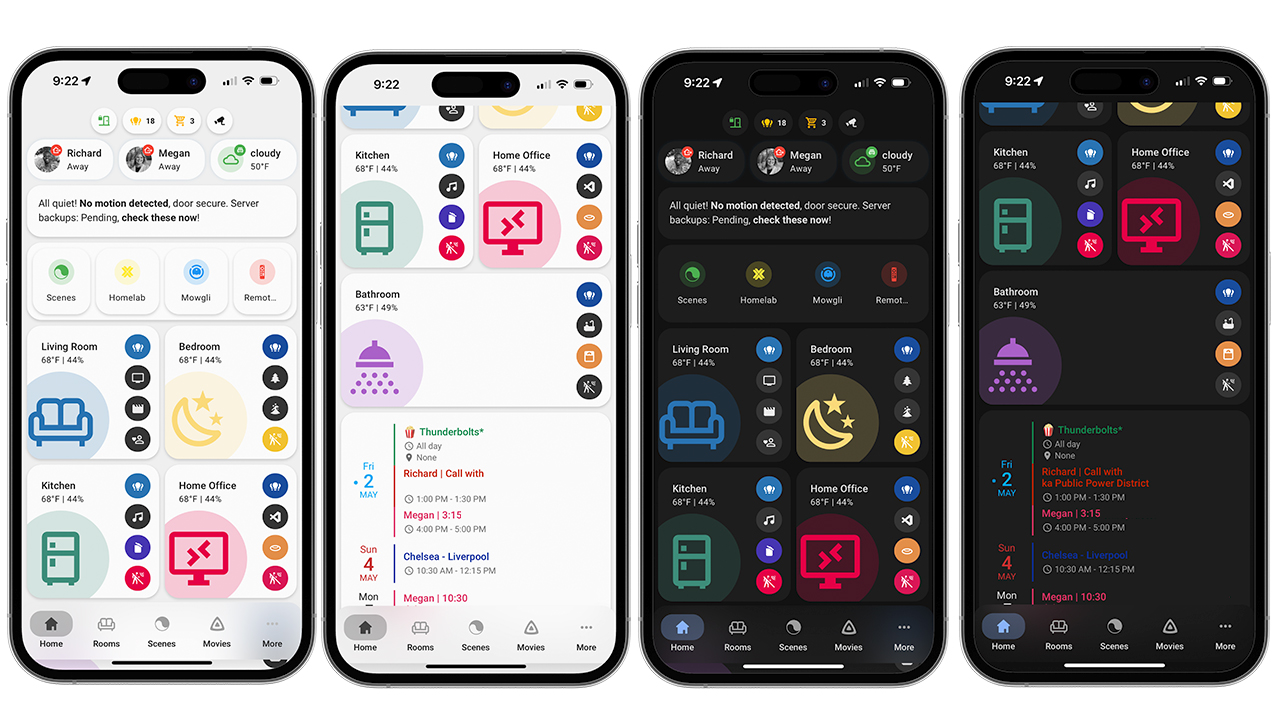 9:22
18
3
Richard
Away
Megan
Away
cloudy
50°F
All quiet! No motion detected, door secure. Server
backups: Pending, check these now!
Scenes
Homelab
Mowgli
Remot...
Living Room
68°F | 44%
Bedroom
68°F | 44%
Kitchen
68°F | 44%
Home Office
68°F | 44%
Home
Rooms
Scenes
Movies
More
9:22
Kitchen
68°F | 44%
Home Office
68°F | 44%
Bathroom
63°F | 49%
Thunderbolts*
All day
None
Fri
2
MAY
Richard | Call with
1:00 PM - 1:30 PM
Megan | 3:15
4:00 PM - 5:00 PM
Sun
4
MAY
Chelsea - Liverpool
10:30 AM - 12:15 PM
Mon
Megan | 10:30
Home
Rooms
Scenes
Movies
More
9:22
18
3
Richard
Away
Megan
Away
cloudy
50°F
All quiet! No motion detected, door secure. Server
backups: Pending, check these now!
Scenes
Homelab
Mowgli
Remot...
Living Room
68°F | 44%
Bedroom
68°F | 44%
Kitchen
68°F | 44%
Home Office
68°F | 44%
Home
Rooms
Scenes
Movies
More
9:22
Kitchen
68°F | 44%
Home Office
68°F | 44%
Bathroom
63°F | 49%
Thunderbolts*
All day
None
Fri
2
MAY
Richard | Call with
ka Public Power District
1:00 PM - 1:30 PM
Megan | 3:15
4:00 PM - 5:00 PM
Sun
4
MAY
Chelsea - Liverpool
10:30 AM - 12:15 PM
Mon
Megan | 10:30
Home
Rooms
Scenes
Movies
More